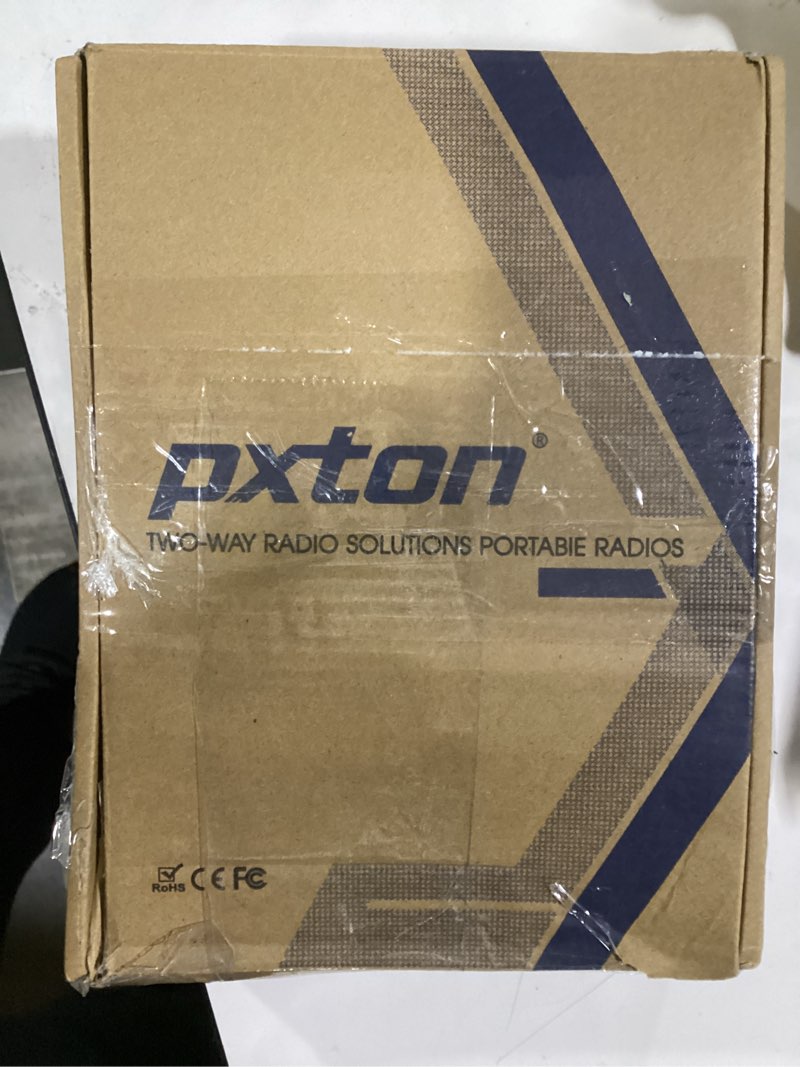 pxton®
TWO-WAY RADIO SOLUTIONS PORTABIE RADIOS
RoHS CE FC